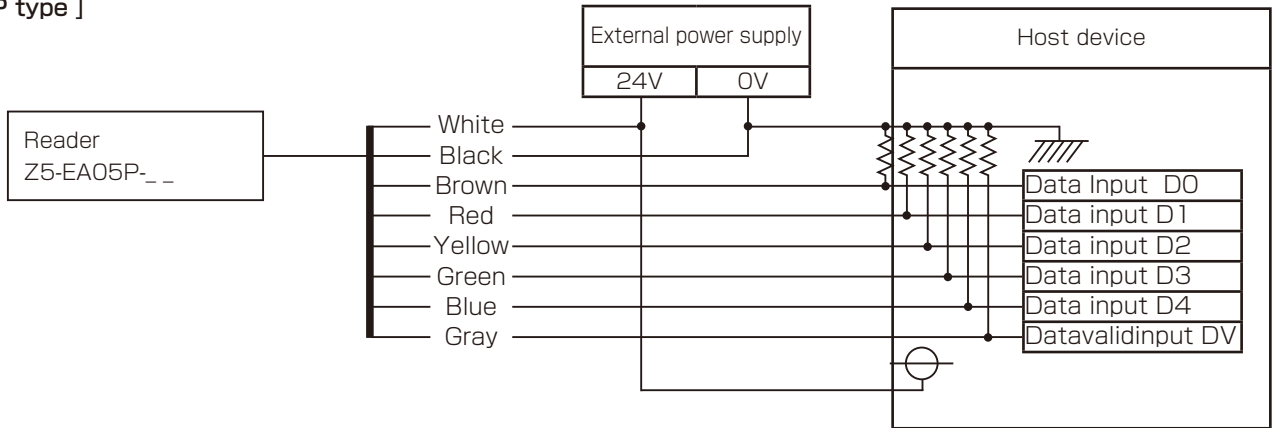 P type ]
External power supply
24V
0V
Host device
Reader
Z5-EA05P-_ _
White
Black
Brown
Red
Yellow
Green
Blue
Gray
Data Input D0
Data input D1
Data input D2
Data input D3
Data input D4
Datavalidinput DV